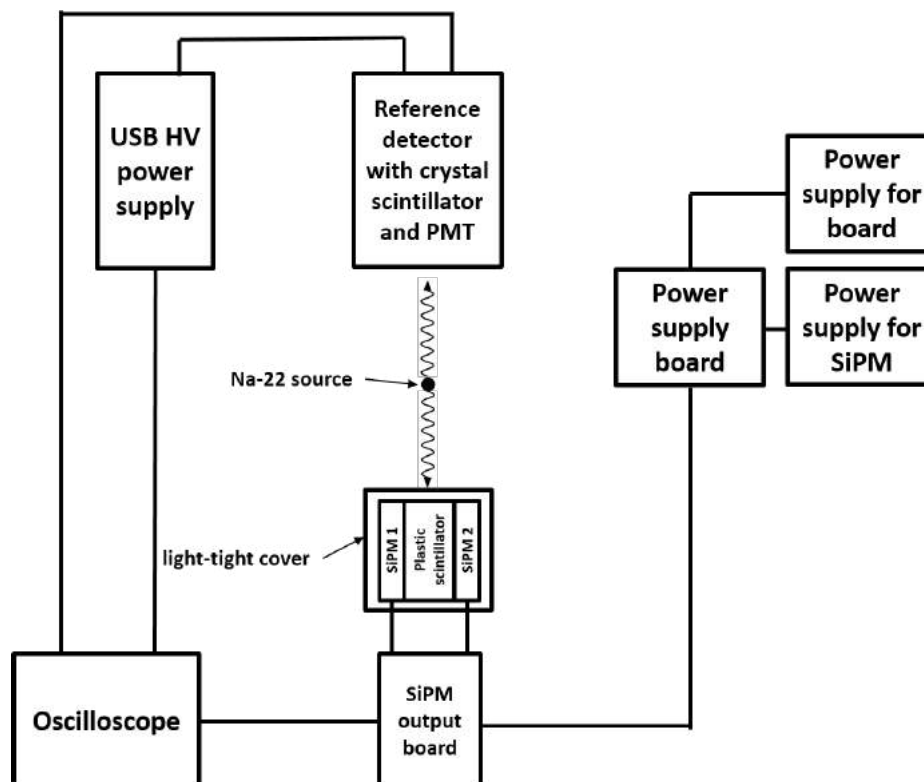 USB HV
power
supply
Reference
detector
with crystal
scintillator
and PMT
Power
supply for
board
Power
supply
board
Power
supply for
SiPM
Na-22 source
light-tight cover
SiPM 1
Plastic
scintillator
SiPM 2
Oscilloscope
SiPM
output
board